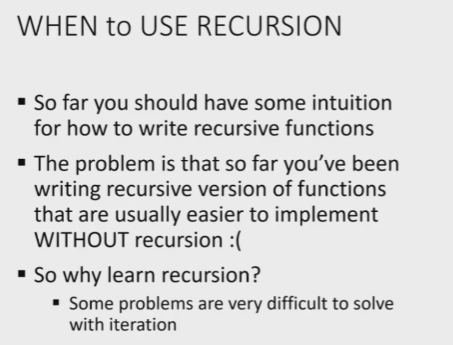 WHEN to USE RECURSION
▪ So far you should have some intuition
for how to write recursive functions
▪ The problem is that so far you’ve been
writing recursive version of functions
that are usually easier to implement
WITHOUT recursion :(
▪ So why learn recursion?
▪ Some problems are very difficult to solve
with iteration